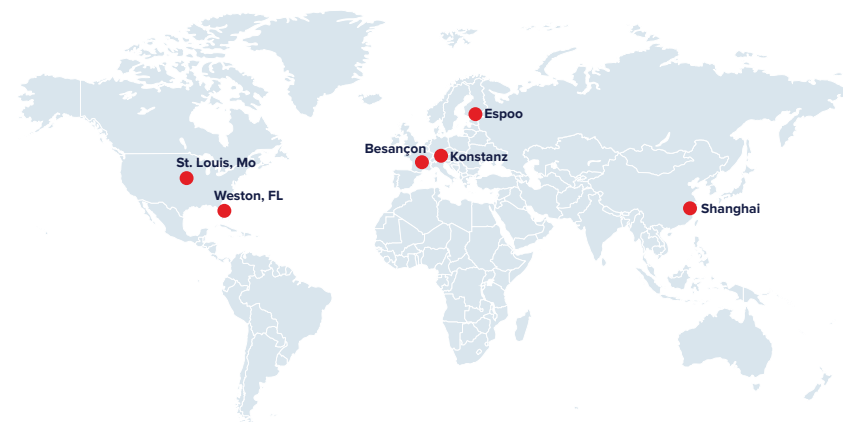 Espoo
Besançon
Konstanz
St. Louis, Mo
Weston, FL
Shanghai